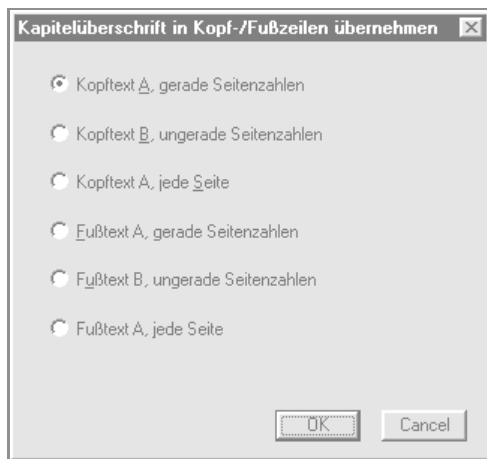 Kapitelüberschrift in Kopf-/Fußzeilen übernehmen
Kopftext A, gerade Seitenzahlen
Kopftext B, ungerade Seitenzahlen
Kopftext A, jede Seite
Fußtext A, gerade Seitenzahlen
Fußtext B, ungerade Seitenzahlen
Fußtext A, jede Seite
OK Cancel